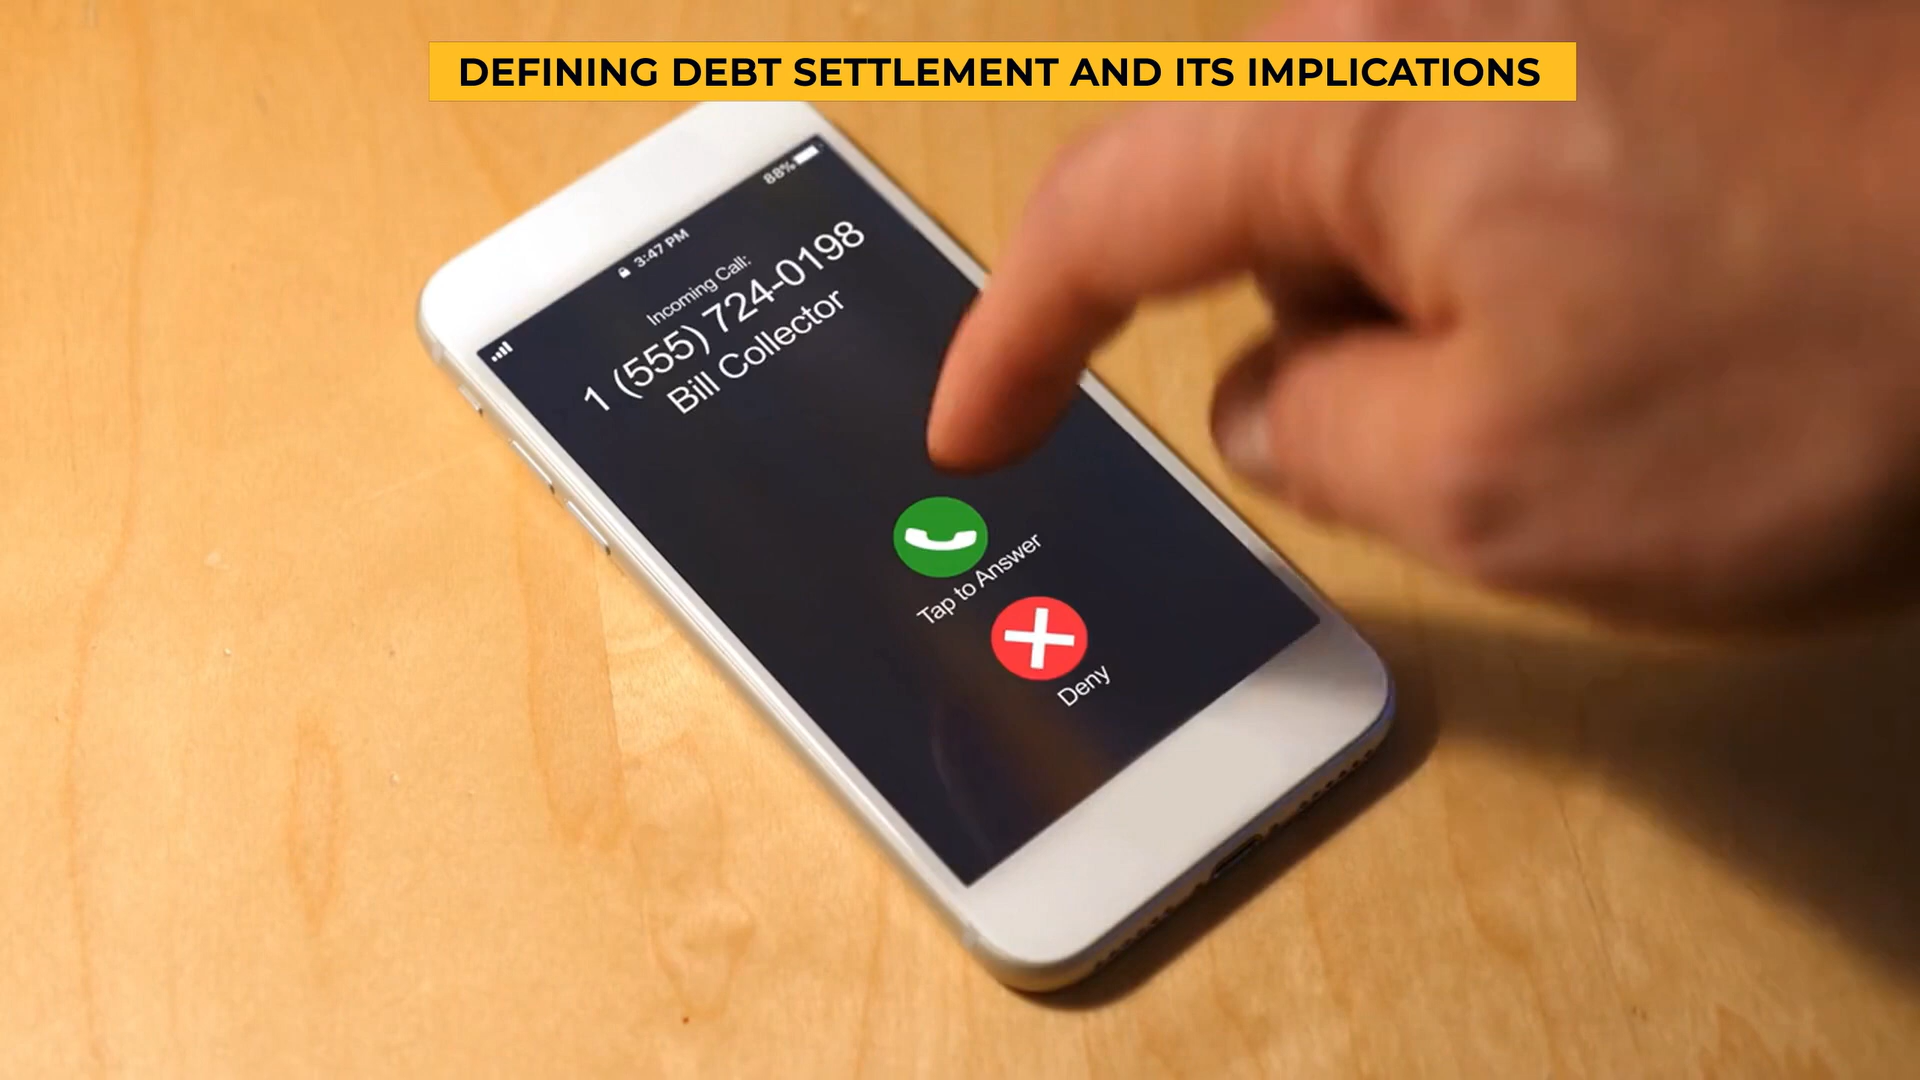 DEFINING DEBT SETTLEMENT AND ITS IMPLICATIONS
88%
3:47 PM
Incoming Call:
1 (555) 724-0198
Bill Collector
Tap to Answer
Deny